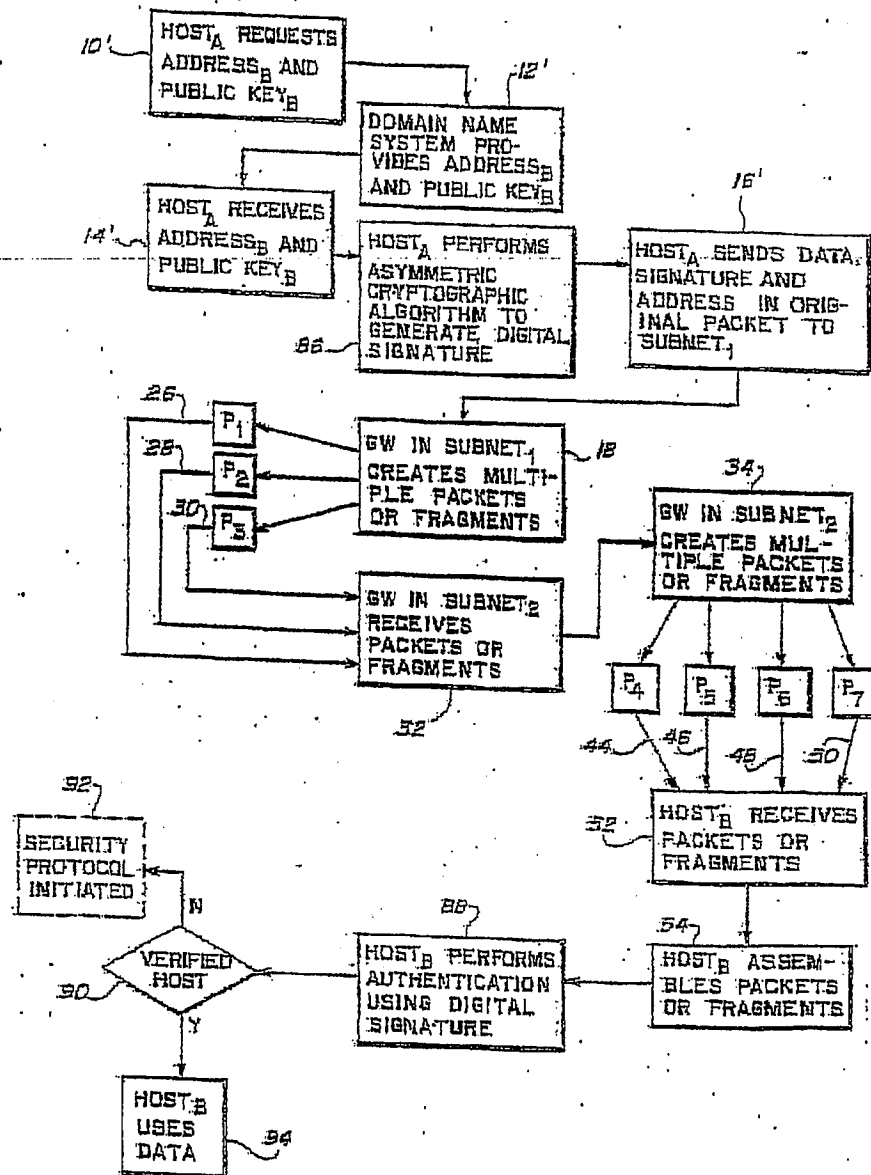 10'
HOST_A REQUESTS
ADDRESS_B AND
PUBLIC KEY_B
12'
DOMAIN NAME
SYSTEM PRO-
VIDES ADDRESS_B
AND PUBLIC KEY_B
14'
HOST_A RECEIVES
ADDRESS_B AND
PUBLIC KEY_B
86
HOST_A PERFORMS
ASYMMETRIC
CRYPTOGRAPHIC
ALGORITHM TO
GENERATE DIGITAL
SIGNATURE
16'
HOST_A SENDS DATA,
SIGNATURE AND
ADDRESS IN ORIG-
INAL PACKET TO
SUBNET_1
26
P_1
28
P_2
30
P_3
18
GW IN SUBNET_1
CREATES MULTI-
PLE PACKETS
OR FRAGMENTS
GW IN SUBNET_2
RECEIVES
PACKETS OR
FRAGMENTS
32
34
GW IN SUBNET_2
CREATES MUL-
TIPLE PACKETS
OR FRAGMENTS
P_4
P_5
P_6
P_7
44
46
48
50
52
HOST_B RECEIVES
PACKETS OR
FRAGMENTS
54
HOST_B ASSEM-
BLES PACKETS
OR FRAGMENTS
88
HOST_B PERFORMS
AUTHENTICATION
USING DIGITAL
SIGNATURE
90
VERIFIED
HOST
N
Y
92
SECURITY
PROTOCOL
INITIATED
HOST_B
USES
DATA
94